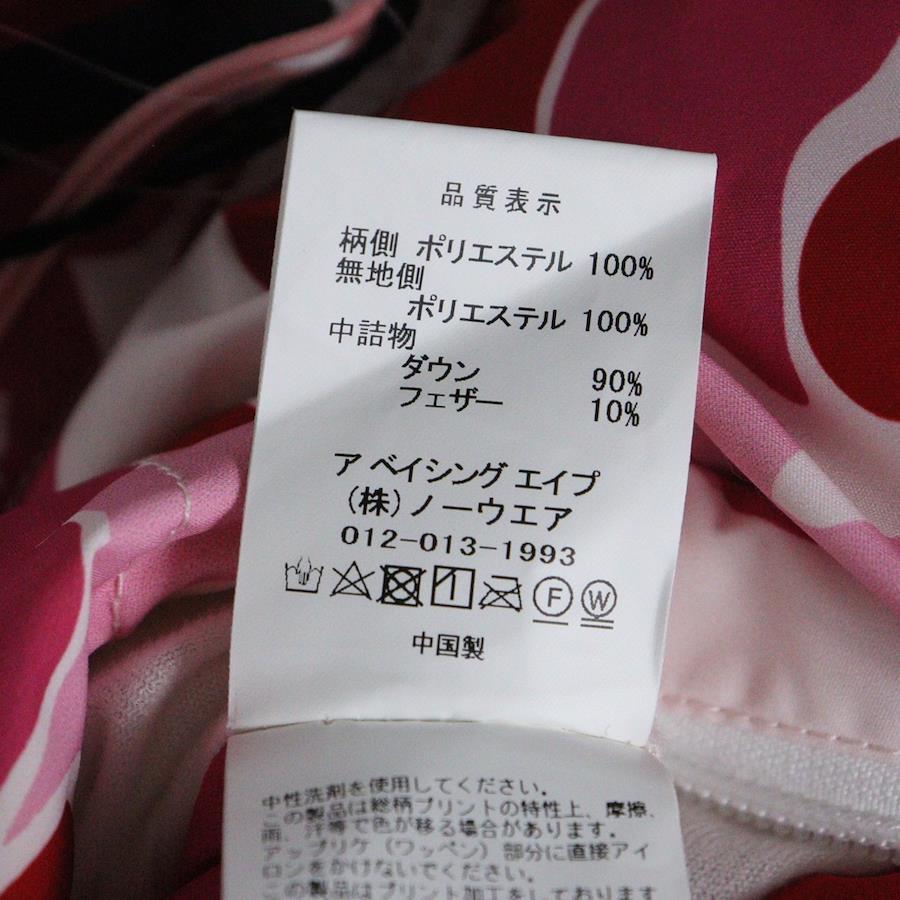 品質表示
柄側 ポリエステル 100%
無地側
ポリエステル 100%
中詰物
ダウン 90%
フェザー 10%
ア ベイシング エイプ
(株)ノーウエア
012-013-1993
F W
中国製
中性洗剤を使用してください。
この製品は総柄プリントの特性上、摩擦、
雨、汗等で色が移る場合があります。
アップリケ(ワッペン)部分に直接アイ
ロンをかけないでください。
この製品はプリント加工をしております